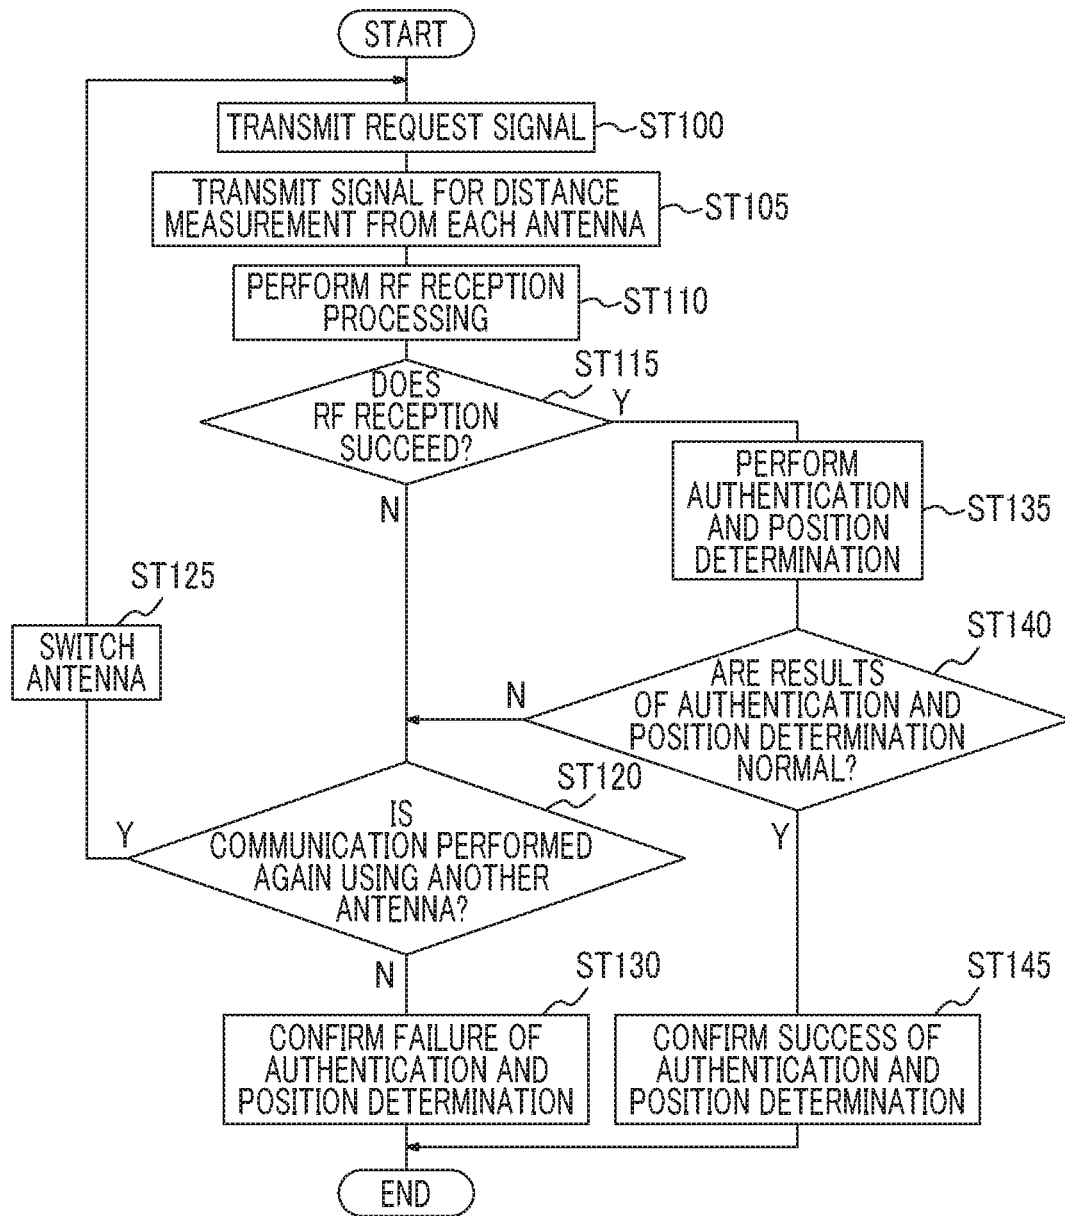 START
TRANSMIT REQUEST SIGNAL
ST100
TRANSMIT SIGNAL FOR DISTANCE
MEASUREMENT FROM EACH ANTENNA
ST105
PERFORM RF RECEPTION
PROCESSING
ST110
ST115
DOES
RF RECEPTION
SUCCEED?
Y
N
PERFORM
AUTHENTICATION
AND POSITION
DETERMINATION
ST135
ST125
SWITCH
ANTENNA
ST140
ARE RESULTS
OF AUTHENTICATION AND
POSITION DETERMINATION
NORMAL?
N
Y
ST120
IS
COMMUNICATION PERFORMED
AGAIN USING ANOTHER
ANTENNA?
Y
N
ST130
CONFIRM FAILURE OF
AUTHENTICATION AND
POSITION DETERMINATION
ST145
CONFIRM SUCCESS OF
AUTHENTICATION AND
POSITION DETERMINATION
END